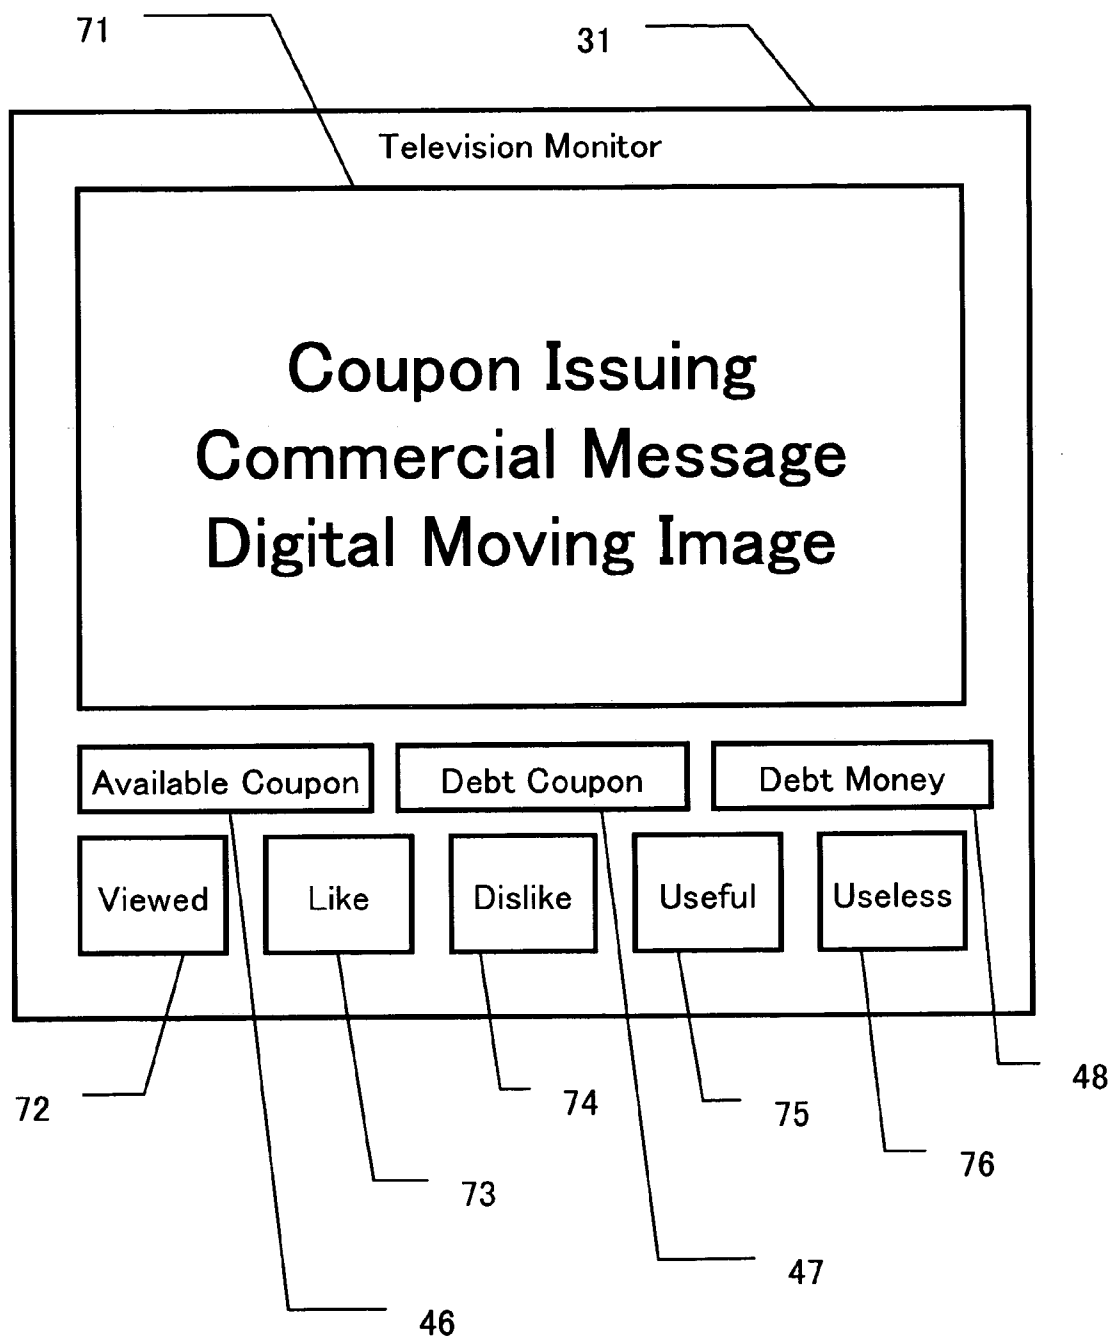 71
31
Television Monitor
Coupon Issuing
Commercial Message
Digital Moving Image
Available Coupon
Debt Coupon
Debt Money
Viewed
Like
Dislike
Useful
Useless
48
72
74
75
76
73
47
46